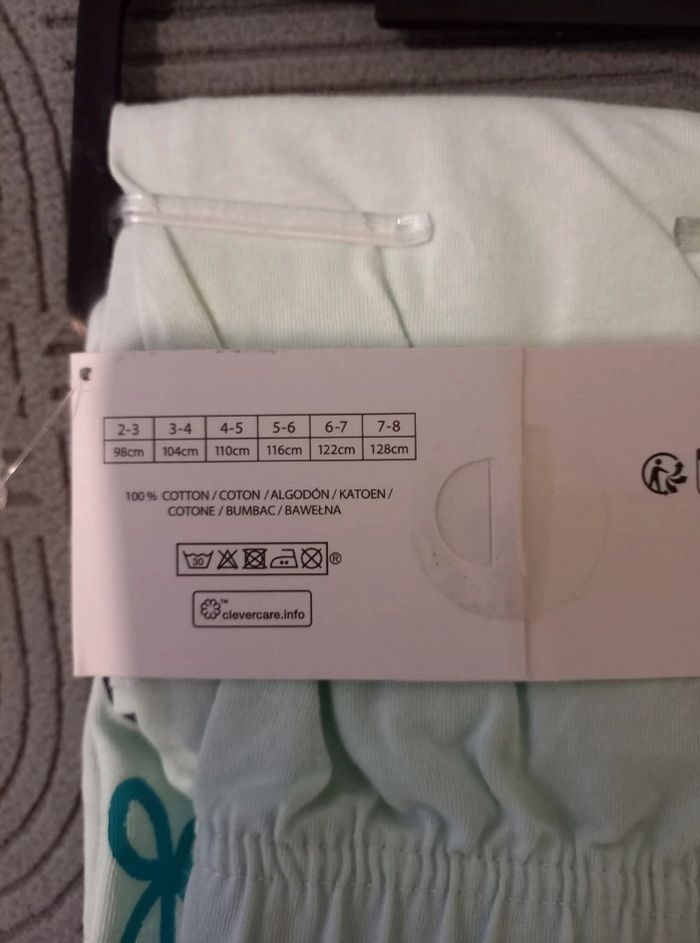 2-3 3-4 4-5 5-6 6-7 7-8
98cm 104cm 110cm 116cm 122cm 128cm
100 % COTTON / COTON / ALGODÓN / KATOEN /
COTONE / BUMBAC / BAWEŁNA
30 ®
™ clevercare.info